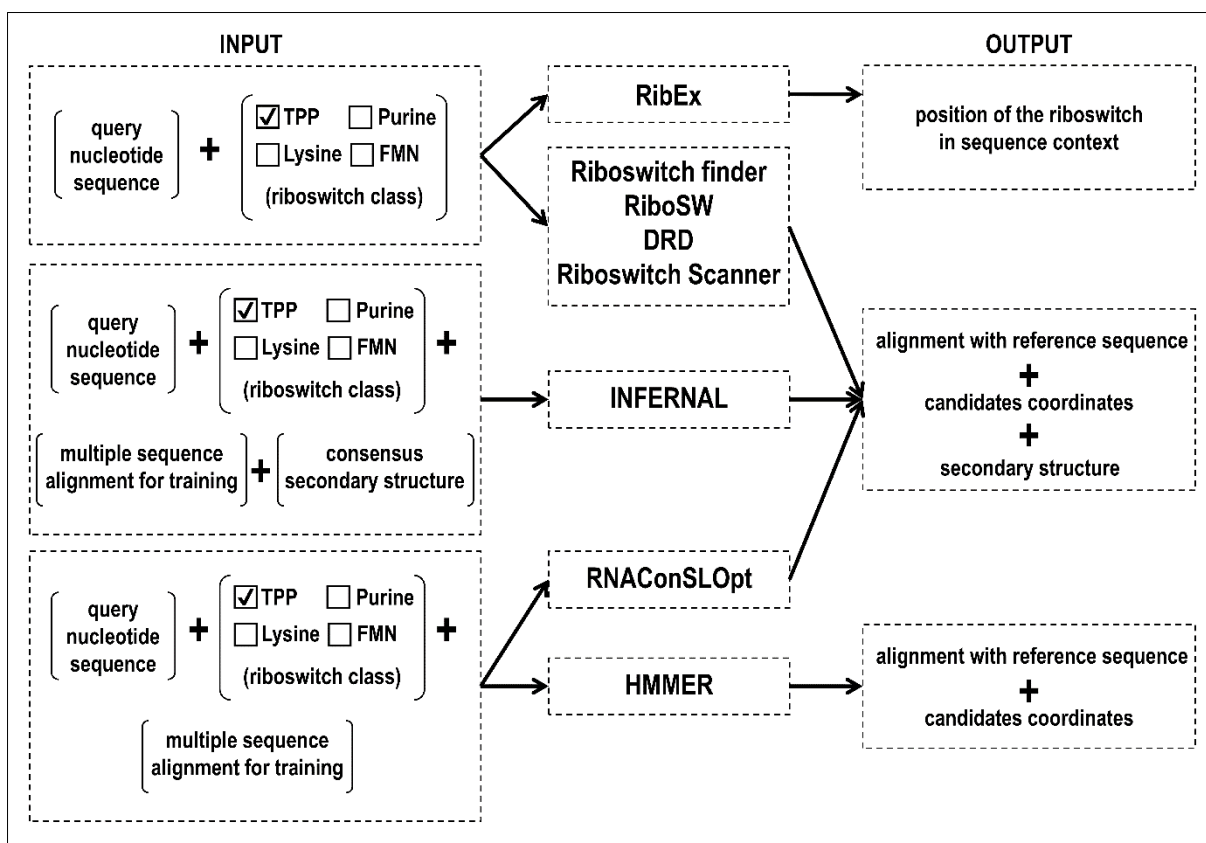 INPUT
OUTPUT
query
nucleotide
sequence
+
✓ TPP Purine
Lysine FMN
(riboswitch class)
RibEx
position of the riboswitch
in sequence context
Riboswitch finder
RiboSW
DRD
Riboswitch Scanner
query
nucleotide
sequence
+
✓ TPP Purine
Lysine FMN
(riboswitch class)
+
multiple sequence
alignment for training
+
consensus
secondary structure
INFERNAL
alignment with reference sequence
+
candidates coordinates
+
secondary structure
query
nucleotide
sequence
+
✓ TPP Purine
Lysine FMN
(riboswitch class)
+
multiple sequence
alignment for training
RNAConSLOpt
HMMER
alignment with reference sequence
+
candidates coordinates